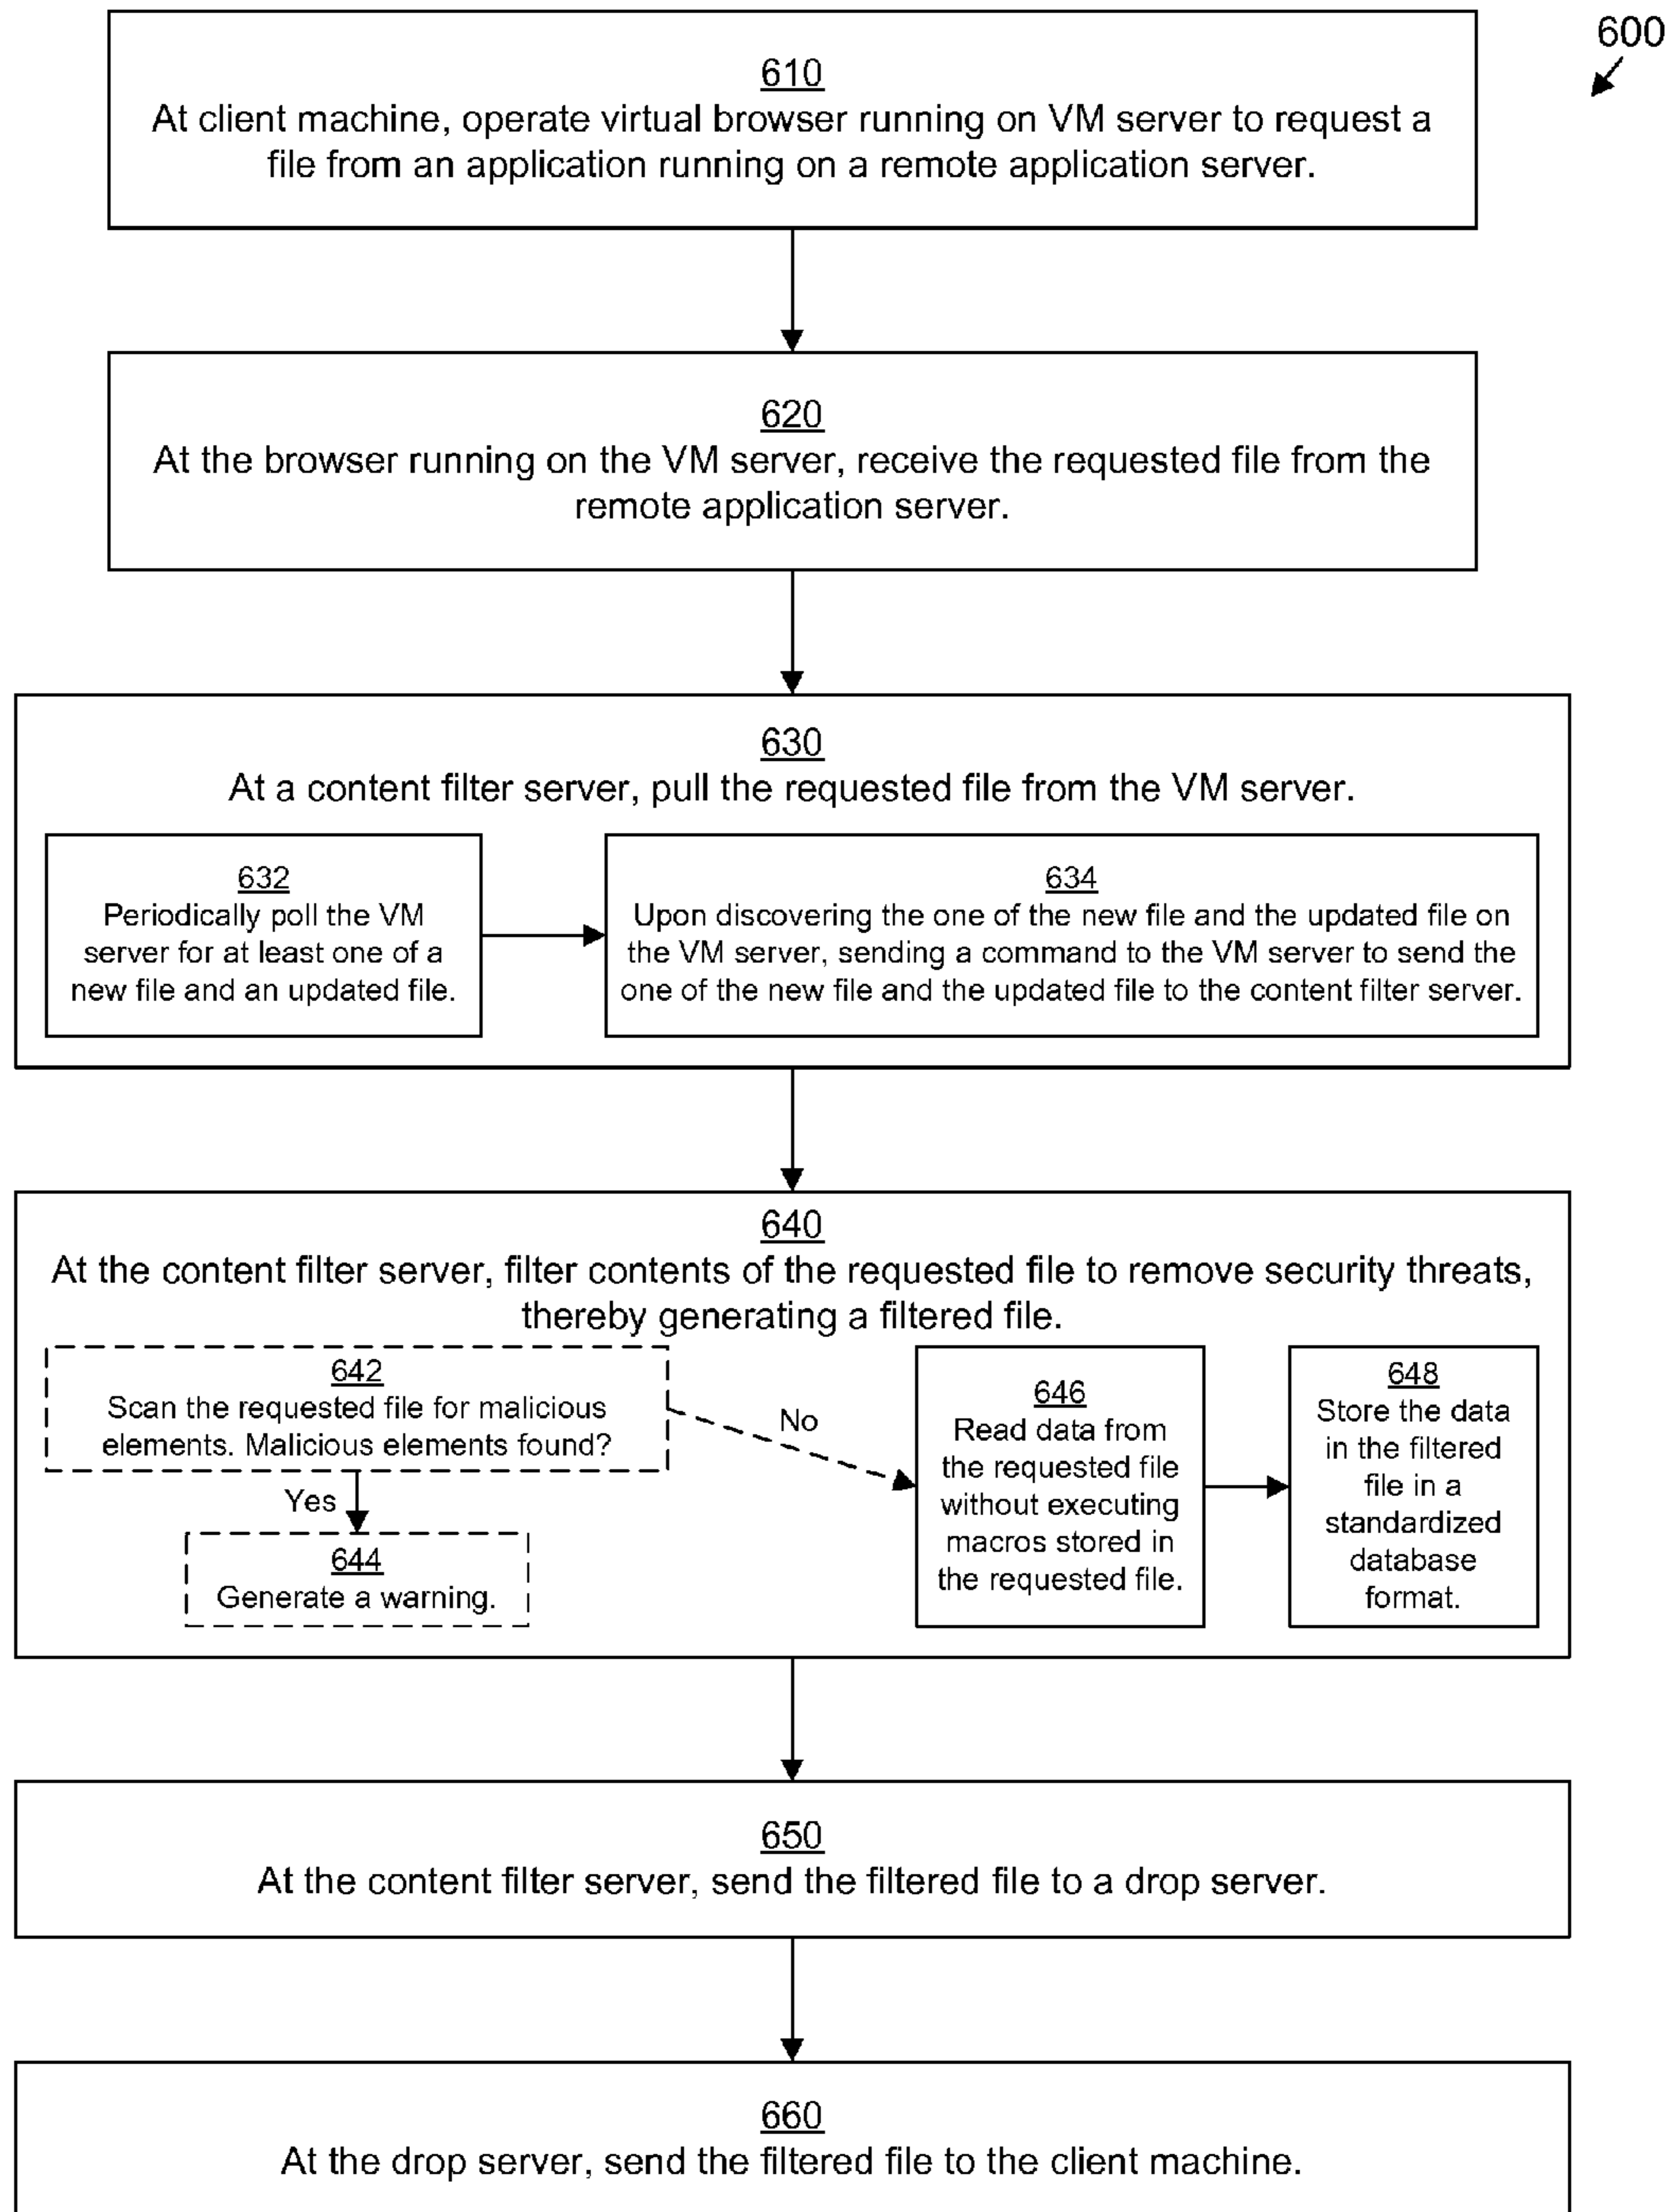 600
610
At client machine, operate virtual browser running on VM server to request a
file from an application running on a remote application server.
620
At the browser running on the VM server, receive the requested file from the
remote application server.
630
At a content filter server, pull the requested file from the VM server.
632
Periodically poll the VM
server for at least one of a
new file and an updated file.
634
Upon discovering the one of the new file and the updated file on
the VM server, sending a command to the VM server to send the
one of the new file and the updated file to the content filter server.
640
At the content filter server, filter contents of the requested file to remove security threats,
thereby generating a filtered file.
642
Scan the requested file for malicious
elements. Malicious elements found?
Yes
644
Generate a warning.
No
646
Read data from
the requested file
without executing
macros stored in
the requested file.
648
Store the data
in the filtered
file in a
standardized
database
format.
650
At the content filter server, send the filtered file to a drop server.
660
At the drop server, send the filtered file to the client machine.